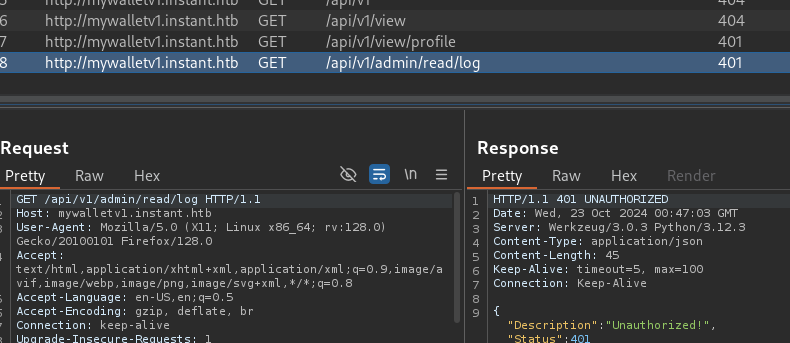 5 http://mywalletv1.instant.htb GET /api/v1 404
6 http://mywalletv1.instant.htb GET /api/v1/view 404
7 http://mywalletv1.instant.htb GET /api/v1/view/profile 401
8 http://mywalletv1.instant.htb GET /api/v1/admin/read/log 401
Request
Pretty Raw Hex \n
1 GET /api/v1/admin/read/log HTTP/1.1
2 Host: mywalletv1.instant.htb
3 User-Agent: Mozilla/5.0 (X11; Linux x86_64; rv:128.0)
Gecko/20100101 Firefox/128.0
4 Accept:
text/html,application/xhtml+xml,application/xml;q=0.9,image/a
vif,image/webp,image/png,image/svg+xml,*/*;q=0.8
5 Accept-Language: en-US,en;q=0.5
6 Accept-Encoding: gzip, deflate, br
7 Connection: keep-alive
8 Upgrade-Insecure-Requests: 1
Response
Pretty Raw Hex Render
1 HTTP/1.1 401 UNAUTHORIZED
2 Date: Wed, 23 Oct 2024 00:47:03 GMT
3 Server: Werkzeug/3.0.3 Python/3.12.3
4 Content-Type: application/json
5 Content-Length: 45
6 Keep-Alive: timeout=5, max=100
7 Connection: Keep-Alive
8
9 {
"Description":"Unauthorized!",
"Status":401